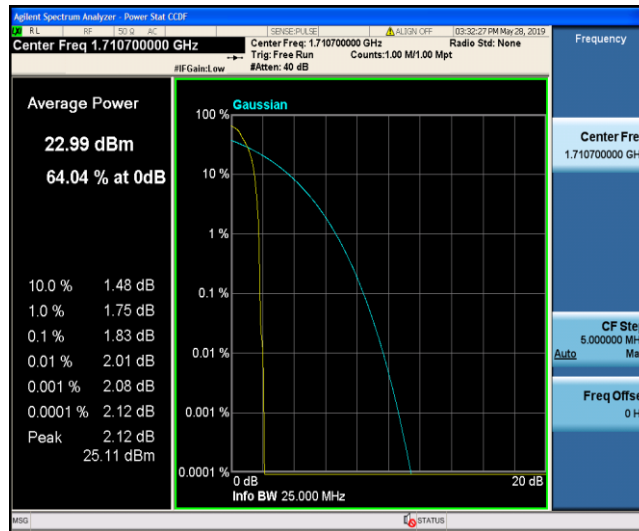 Agilent Spectrum Analyzer - Power Stat CCDF
RL RF 50 Ω AC SENSE:PULSE ALIGN OFF 03:32:27 PM May 28, 2019
Center Freq 1.710700000 GHz
Center Freq: 1.710700000 GHz Radio Std: None
Trig: Free Run Counts:1.00 M/1.00 Mpt
#IFGain:Low #Atten: 40 dB
Frequency
Average Power
22.99 dBm
64.04 % at 0dB
10.0 % 1.48 dB
1.0 % 1.75 dB
0.1 % 1.83 dB
0.01 % 2.01 dB
0.001 % 2.08 dB
0.0001 % 2.12 dB
Peak 2.12 dB
25.11 dBm
Gaussian
100 %
10 %
1 %
0.1 %
0.01 %
0.001 %
0.0001 %
0 dB 20 dB
Info BW 25.000 MHz
Center Fre
1.710700000 GH
CF Ste
5.000000 MH
Auto Ma
Freq Offse
0 H
MSG STATUS